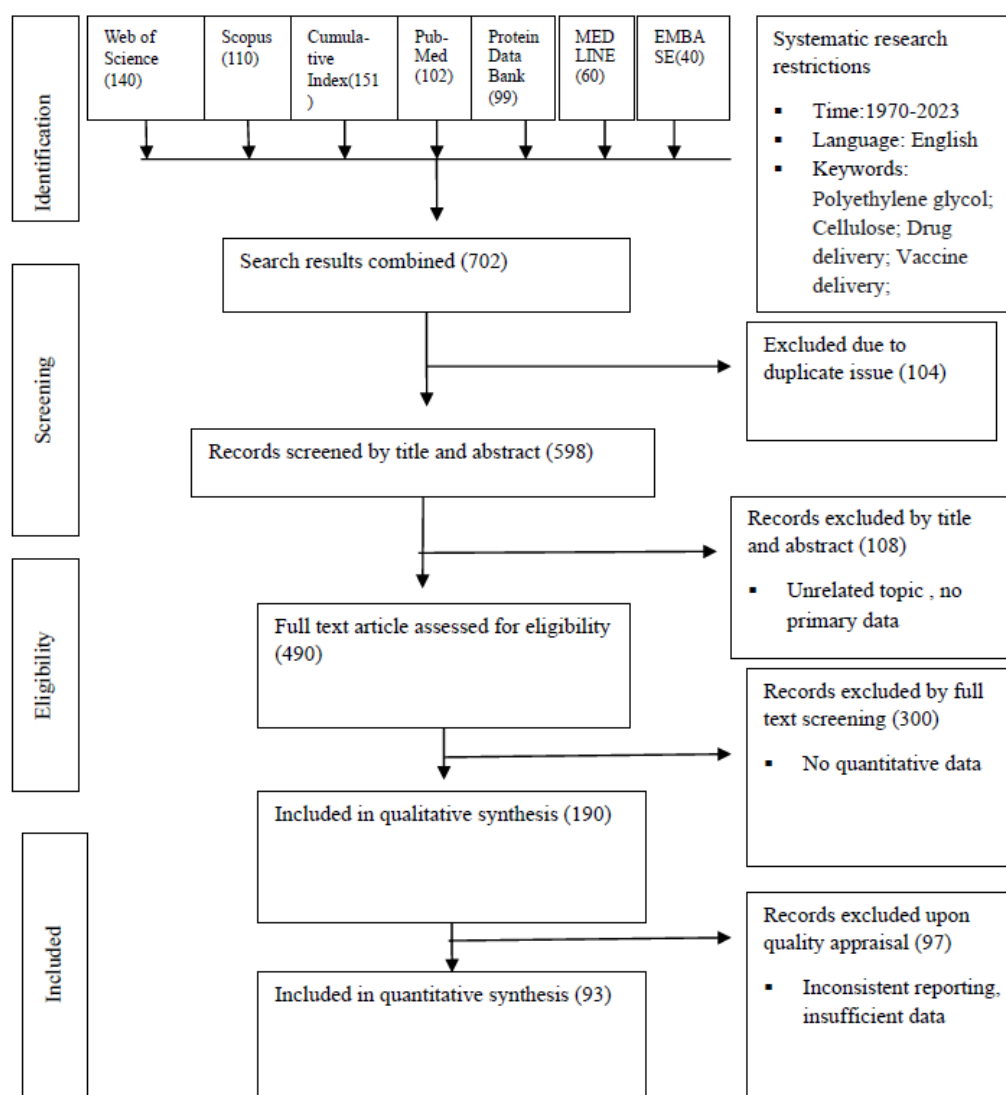 Web of
Science
(140)
Scopus
(110)
Cumula-
tive
Index(151
)
Pub-
Med
(102)
Protein
Data
Bank
(99)
MED
LINE
(60)
EMBA
SE(40)
Systematic research
restrictions
▪ Time:1970-2023
▪ Language: English
▪ Keywords:
Polyethylene glycol;
Cellulose; Drug
delivery; Vaccine
delivery;
Identification
Search results combined (702)
Excluded due to
duplicate issue (104)
Screening
Records screened by title and abstract (598)
Records excluded by title
and abstract (108)
▪ Unrelated topic , no
primary data
Eligibility
Full text article assessed for eligibility
(490)
Records excluded by full
text screening (300)
▪ No quantitative data
Included in qualitative synthesis (190)
Included
Records excluded upon
quality appraisal (97)
▪ Inconsistent reporting,
insufficient data
Included in quantitative synthesis (93)